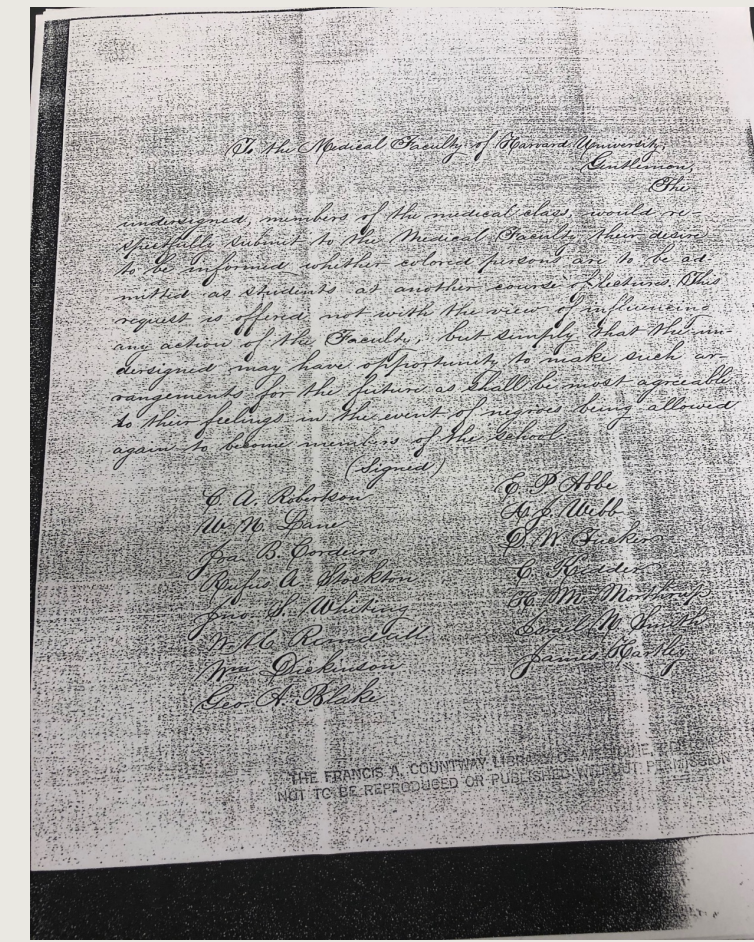 To the Medical Faculty of Harvard University,
Gentlemen,
The
undersigned, members of the medical class, would re-
spectfully submit to the Medical Faculty their desire
to be informed whether colored persons are to be ad-
mitted as students at another course of lectures. This
request is offered not with the view of influencing
any action of the Faculty, but simply that the un-
dersigned may have opportunity to make such ar-
rangements for the future as shall be most agreeable
to their feelings in the event of negroes being allowed
again to become members of the school.
(Signed)
C. A. Robertson
W. H. Lane
B. Cordeiro
Rufus A. Stockton
Jno. S. Whiting
Wm Dickinson
Geo. A. Blake
E. P. Abbe
Webb
W. Tucker
C. Kidder
H. M. Northrup
Daniel N. Smith
James Hartley
THE FRANCIS A. COUNTWAY LIBRARY OF MEDICINE, BOSTON
NOT TO BE REPRODUCED OR PUBLISHED WITHOUT PERMISSION